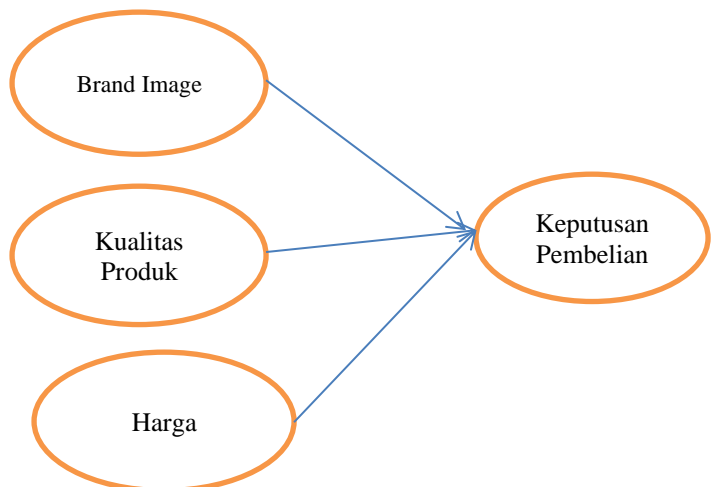 Brand Image
Kualitas
Produk
Harga
Keputusan
Pembelian